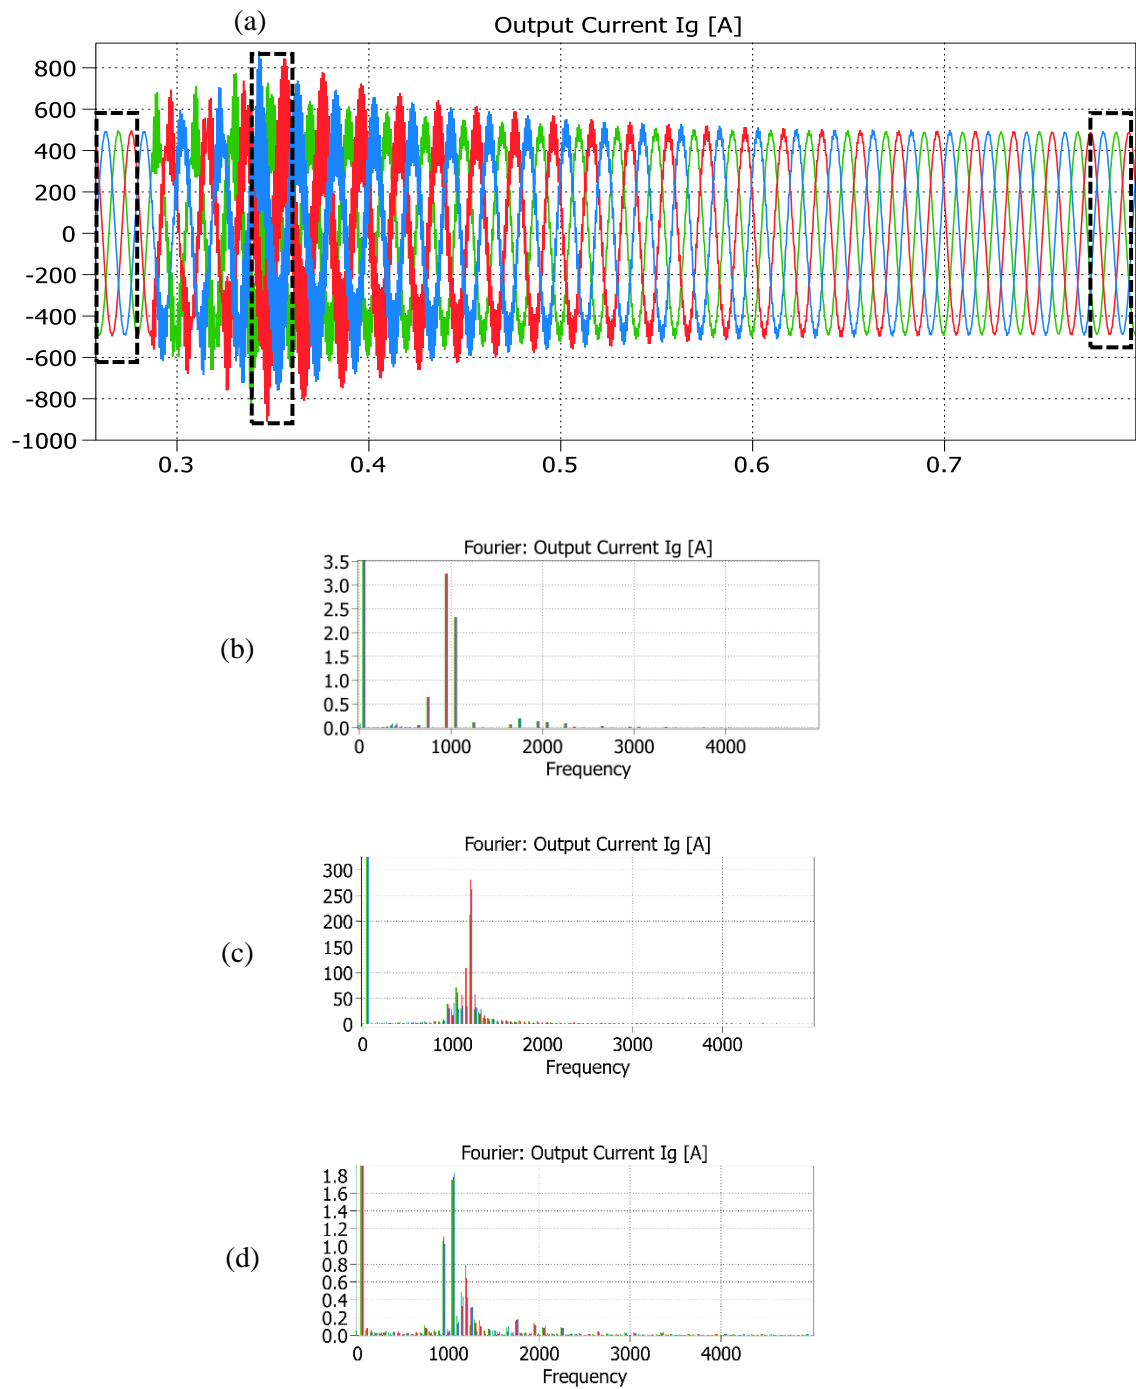 (a)
Output Current Ig [A]
800
600
400
200
0
-200
-400
-600
-800
-1000
0.3 0.4 0.5 0.6 0.7
(b)
Fourier: Output Current Ig [A]
3.5
3.0
2.5
2.0
1.5
1.0
0.5
0.0
0 1000 2000 3000 4000
Frequency
(c)
Fourier: Output Current Ig [A]
300
250
200
150
100
50
0
0 1000 2000 3000 4000
Frequency
(d)
Fourier: Output Current Ig [A]
1.8
1.6
1.4
1.2
1.0
0.8
0.6
0.4
0.2
0.0
0 1000 2000 3000 4000
Frequency